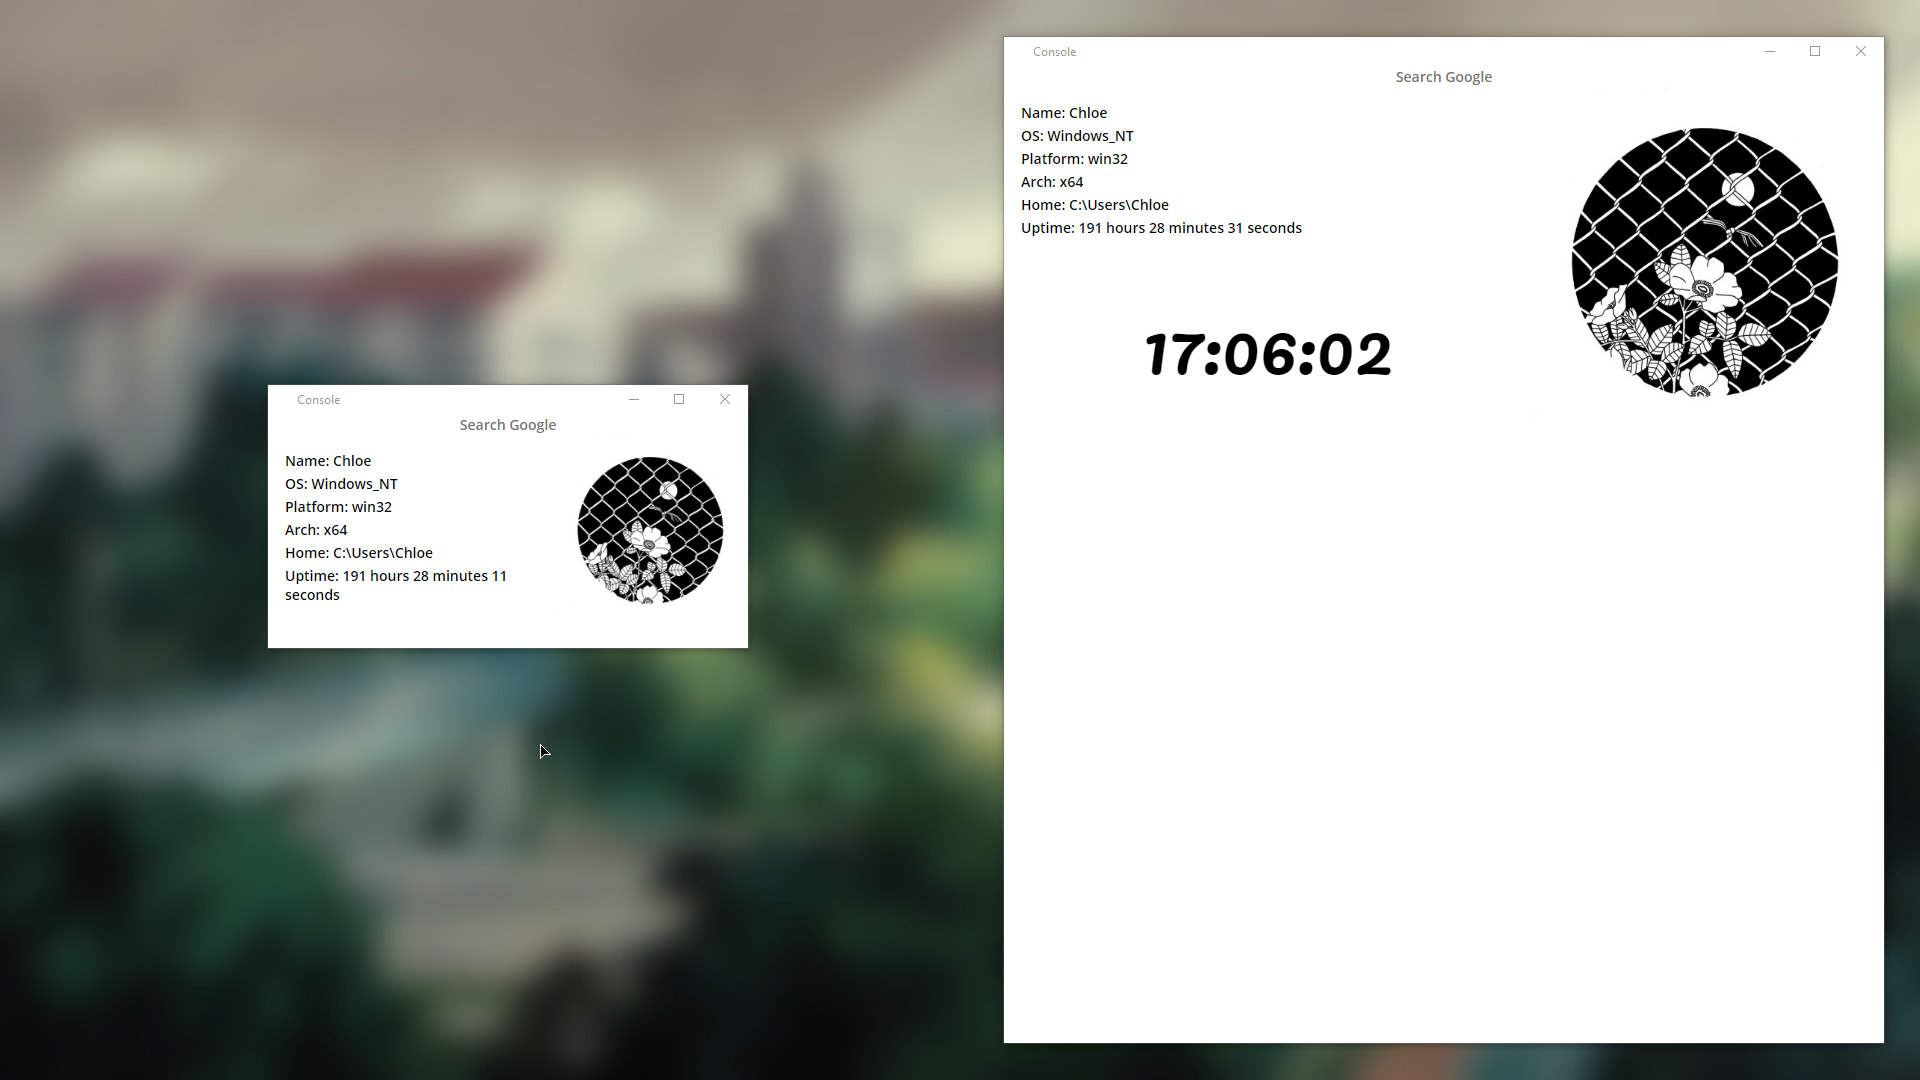 Console
Search Google
Name: Chloe
OS: Windows_NT
Platform: win32
Arch: x64
Home: C:\Users\Chloe
Uptime: 191 hours 28 minutes 11
seconds
Console
Search Google
Name: Chloe
OS: Windows_NT
Platform: win32
Arch: x64
Home: C:\Users\Chloe
Uptime: 191 hours 28 minutes 31 seconds
17:06:02